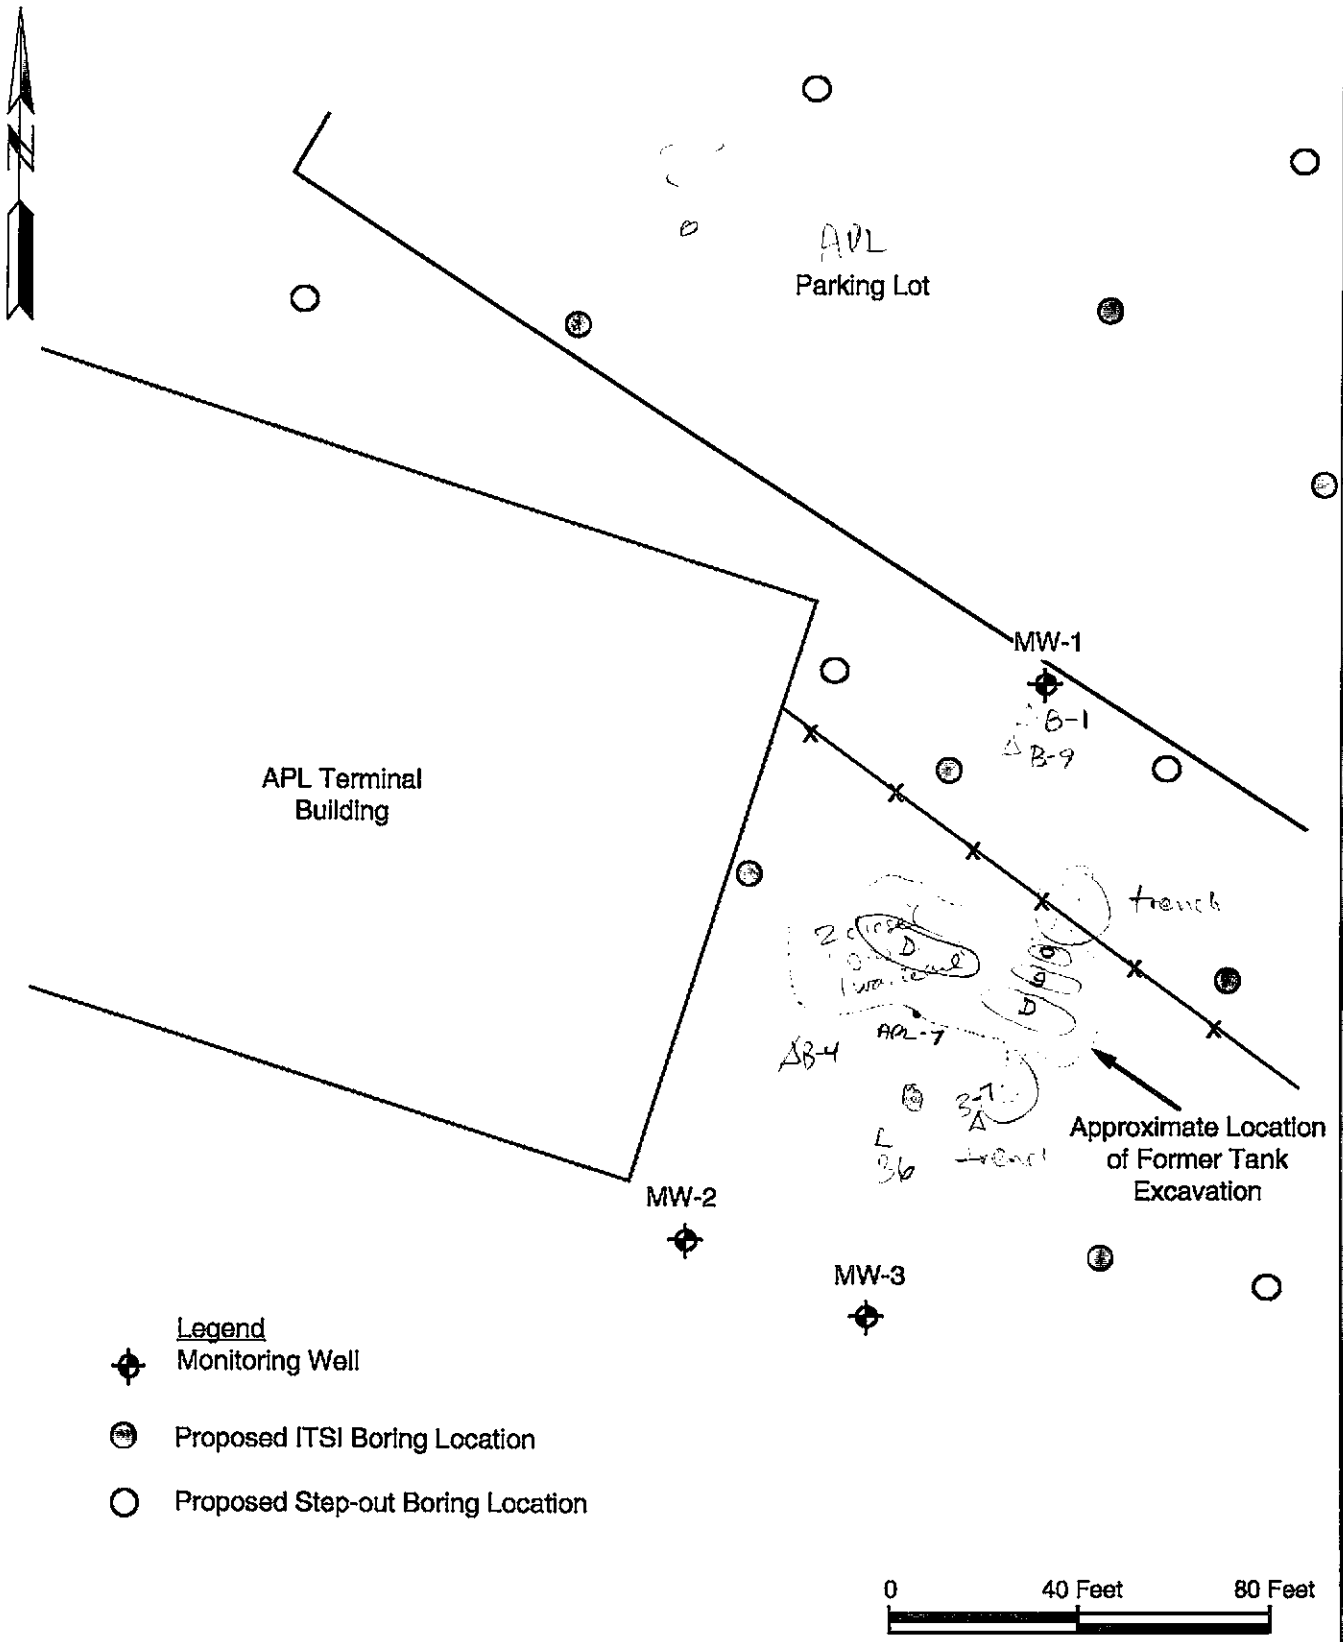 N
APL
Parking Lot
MW-1
B-1
B-9
APL Terminal
Building
trench
D
D
APL-7
B-4
Approximate Location
of Former Tank
Excavation
MW-2
MW-3
Legend
Monitoring Well
Proposed ITSI Boring Location
Proposed Step-out Boring Location
0 40 Feet 80 Feet